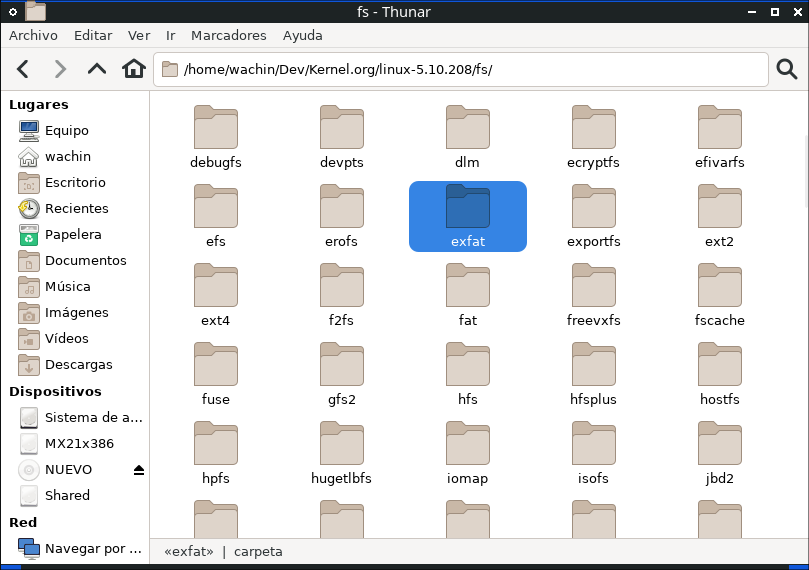 fs - Thunar
Archivo Editar Ver Ir Marcadores Ayuda
/home/wachin/Dev/Kernel.org/linux-5.10.208/fs/
Lugares
Equipo
wachin
Escritorio
Recientes
Papelera
Documentos
Música
Imágenes
Vídeos
Descargas
Dispositivos
Sistema de a...
MX21x386
NUEVO
Shared
Red
Navegar por ...
debugfs devpts dlm ecryptfs efivarfs
efs erofs exfat exportfs ext2
ext4 f2fs fat freevxfs fscache
fuse gfs2 hfs hfsplus hostfs
hpfs hugetlbfs iomap isofs jbd2
«exfat» | carpeta